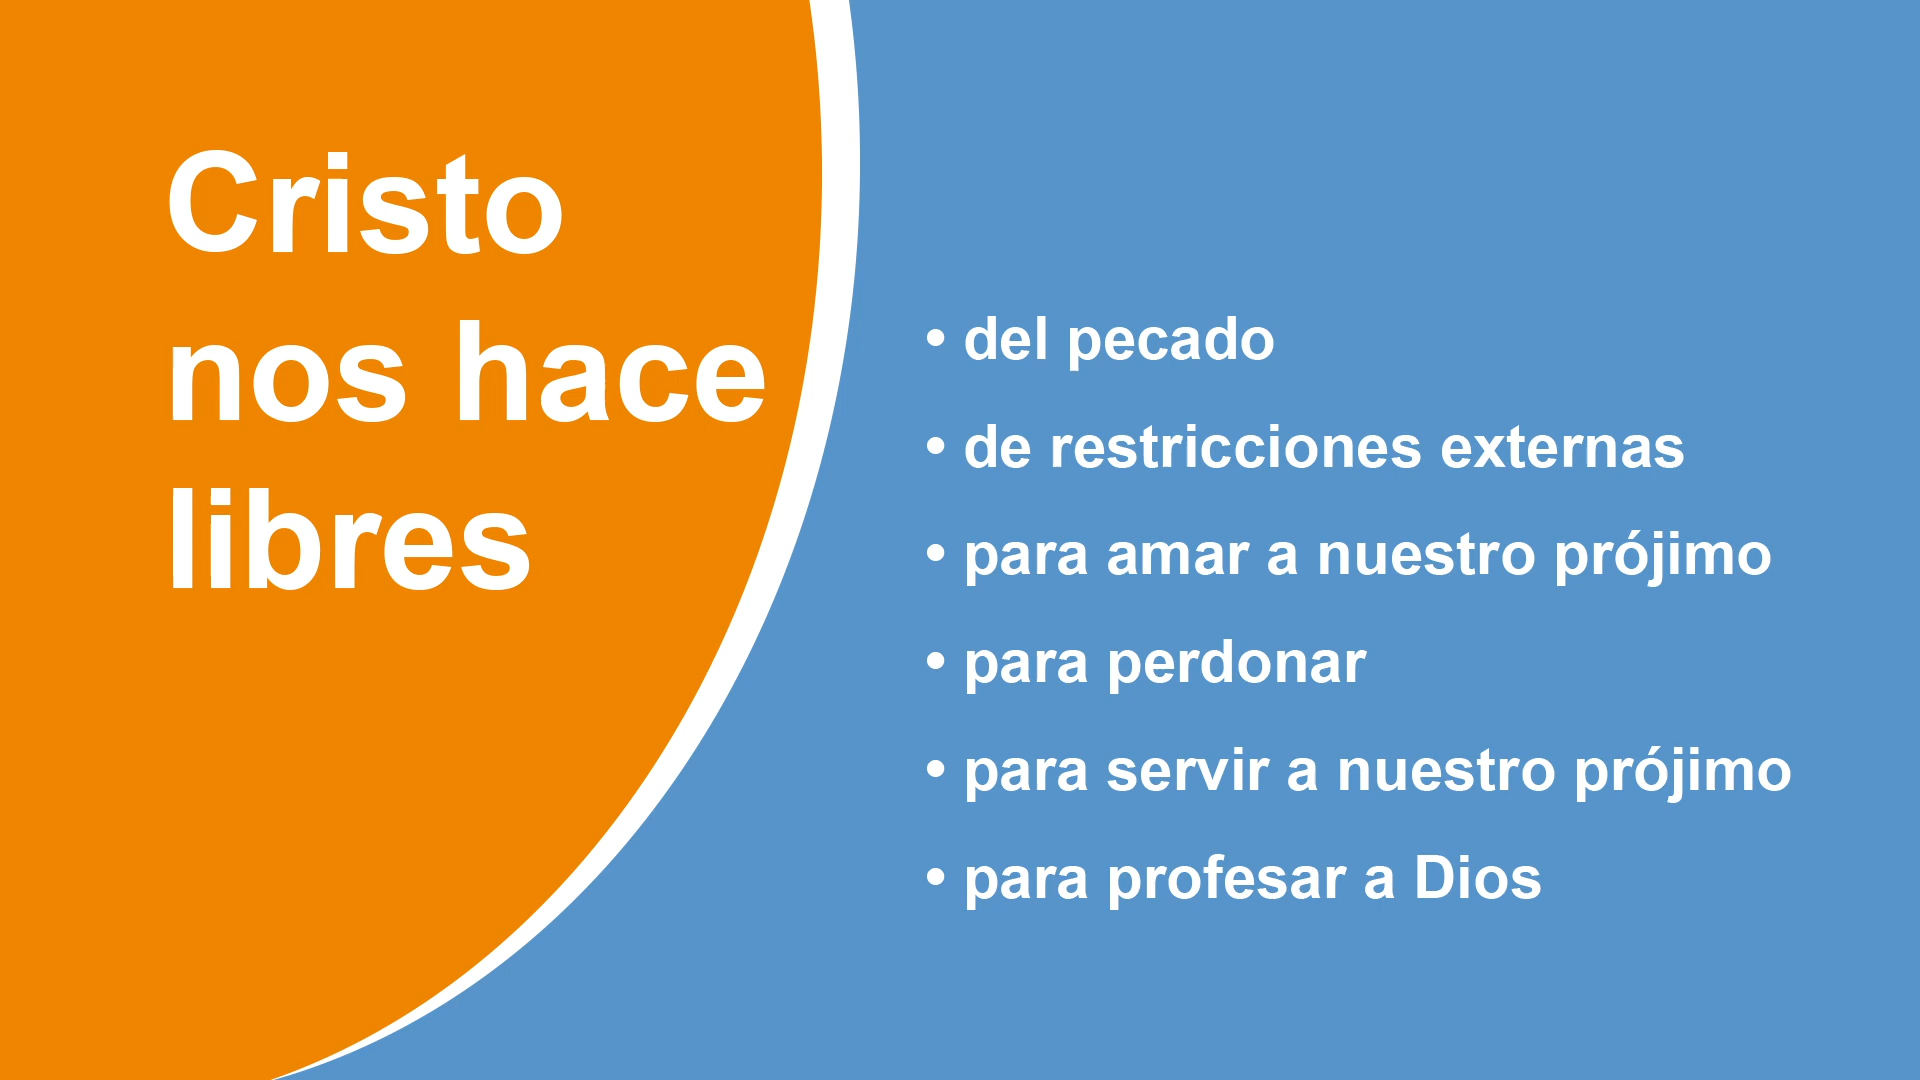 Cristo
nos hace
libres
• del pecado
• de restricciones externas
• para amar a nuestro prójimo
• para perdonar
• para servir a nuestro prójimo
• para profesar a Dios